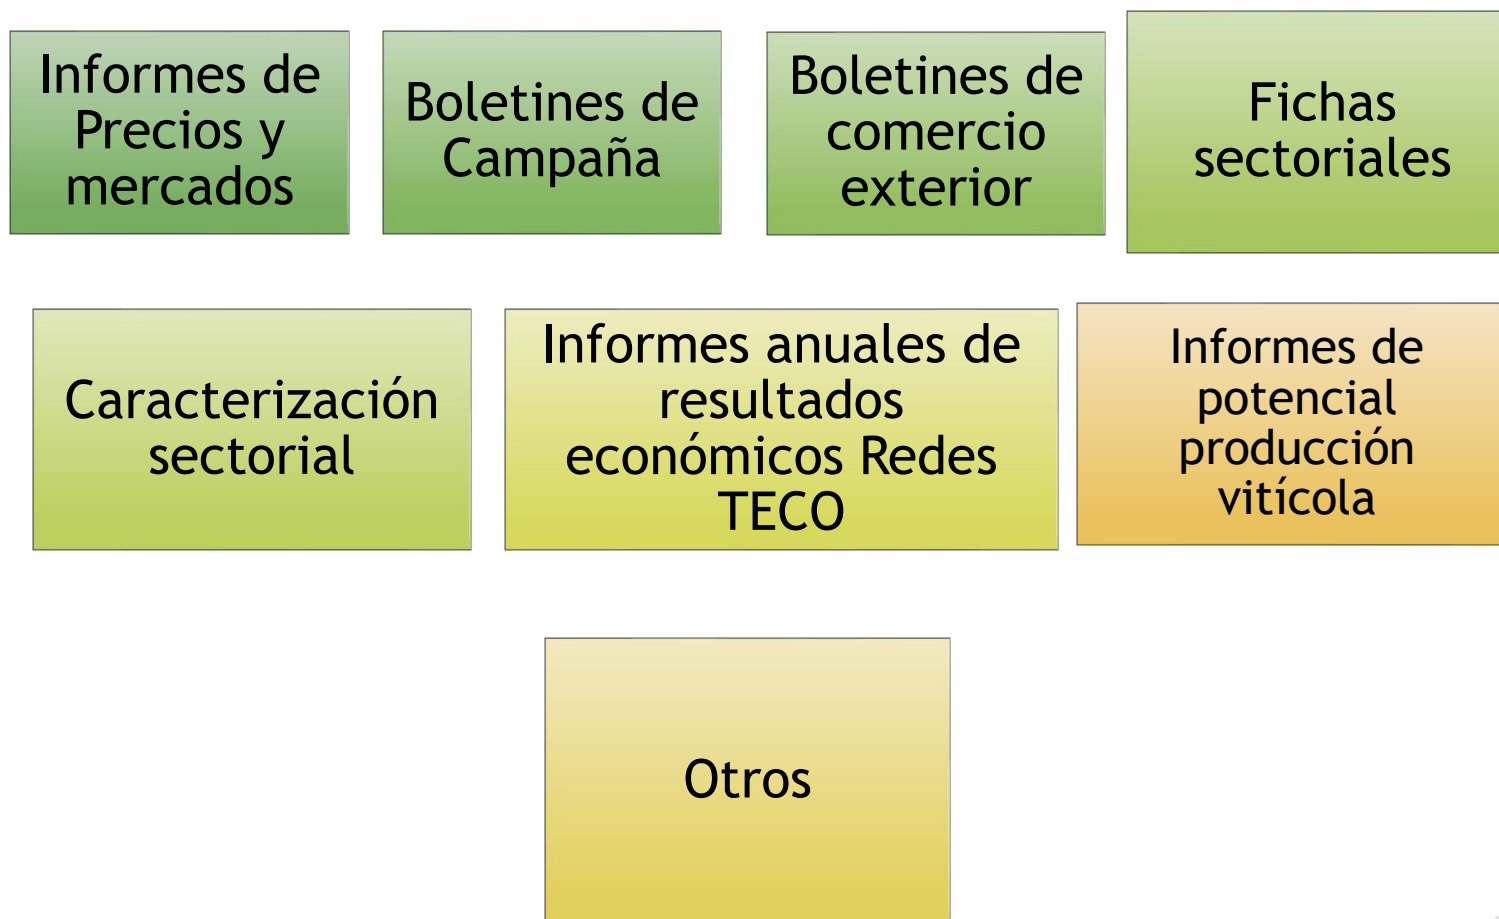 Informes de
Precios y
mercados
Boletines de
Campaña
Boletines de
comercio
exterior
Fichas
sectoriales
Caracterización
sectorial
Informes anuales de
resultados
económicos Redes
TECO
Informes de
potencial
producción
vitícola
Otros